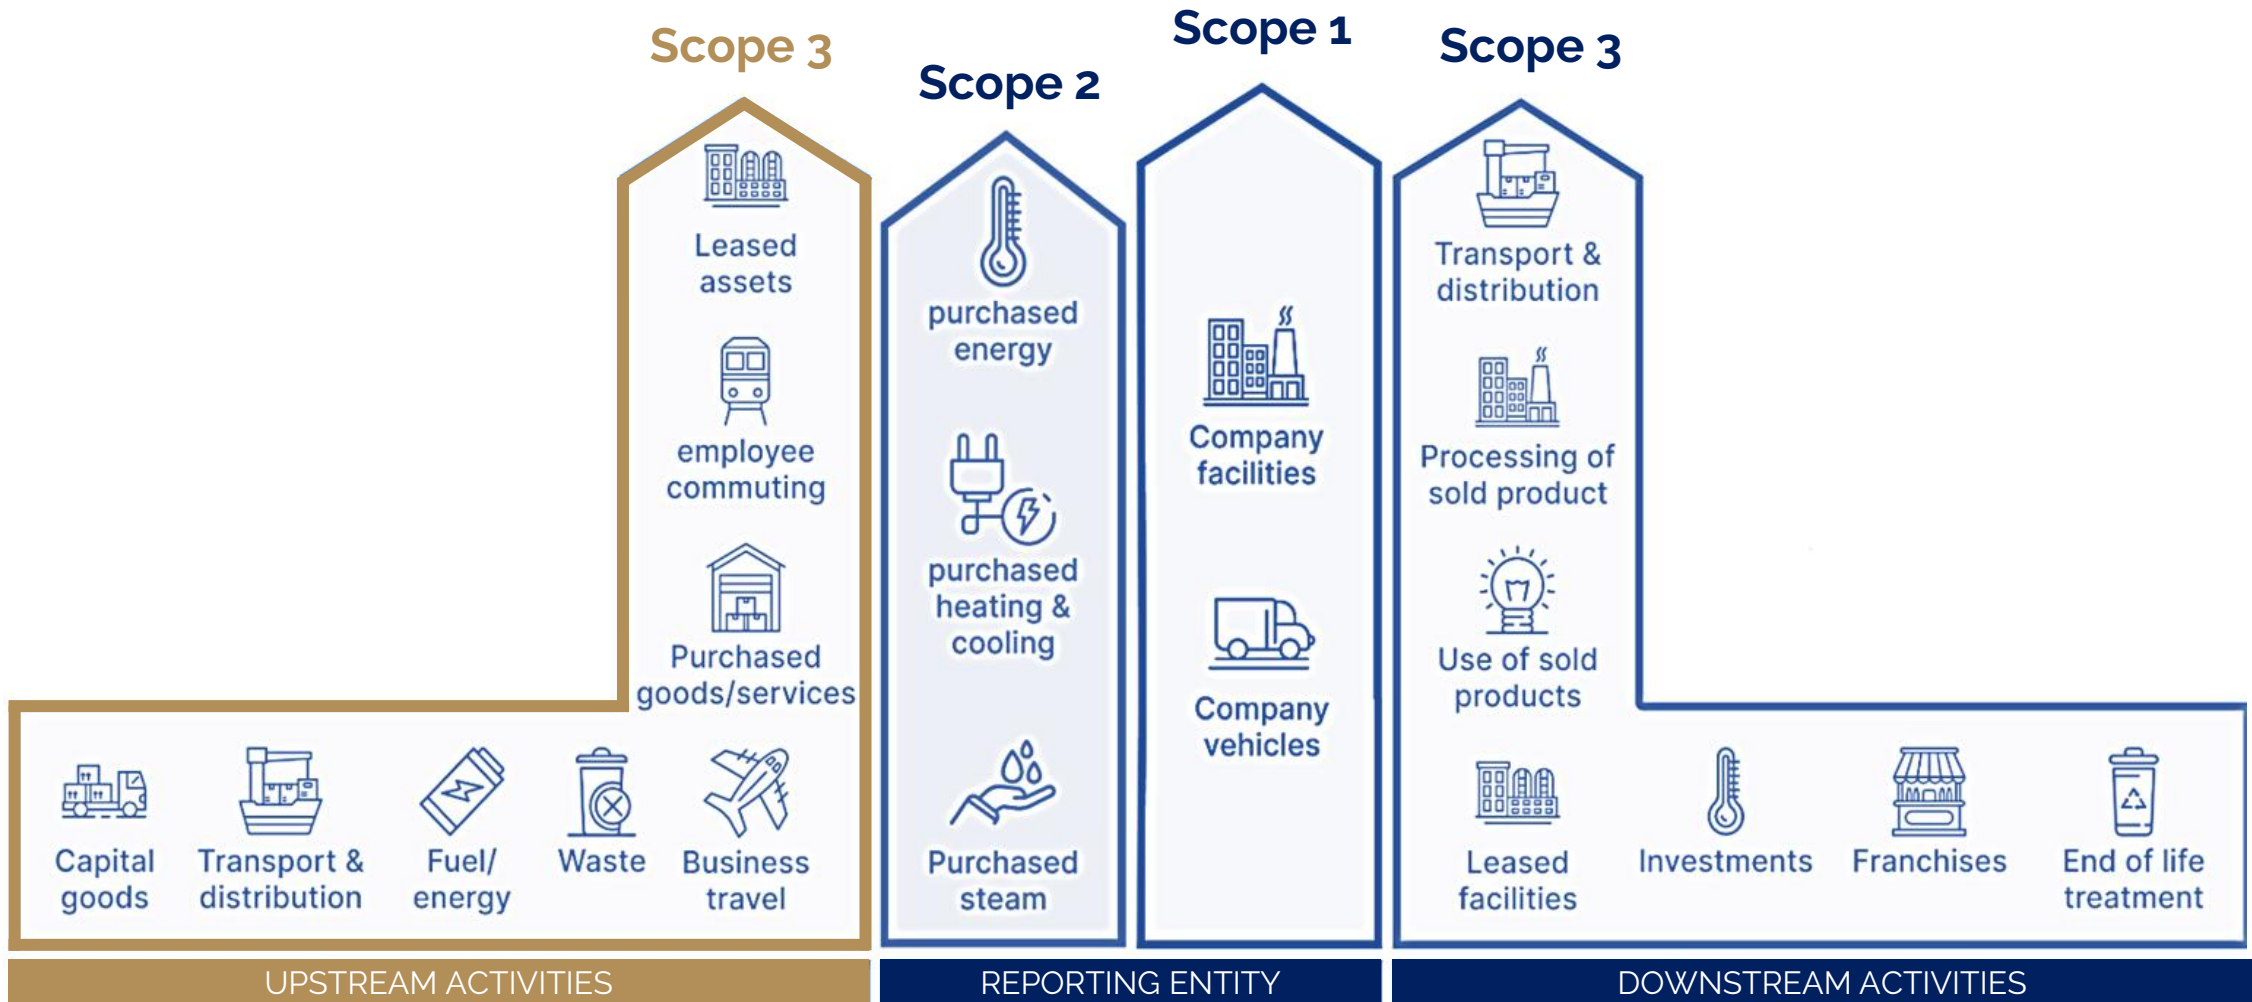 Scope 3
Leased
assets
employee
commuting
Purchased
goods/services
Capital
goods
Transport &
distribution
Fuel/
energy
Waste
Business
travel
UPSTREAM ACTIVITIES
Scope 2
purchased
energy
purchased
heating &
cooling
Purchased
steam
Scope 1
Company
facilities
Company
vehicles
REPORTING ENTITY
Scope 3
Transport &
distribution
Processing of
sold product
Use of sold
products
Leased
facilities
Investments
Franchises
End of life
treatment
DOWNSTREAM ACTIVITIES